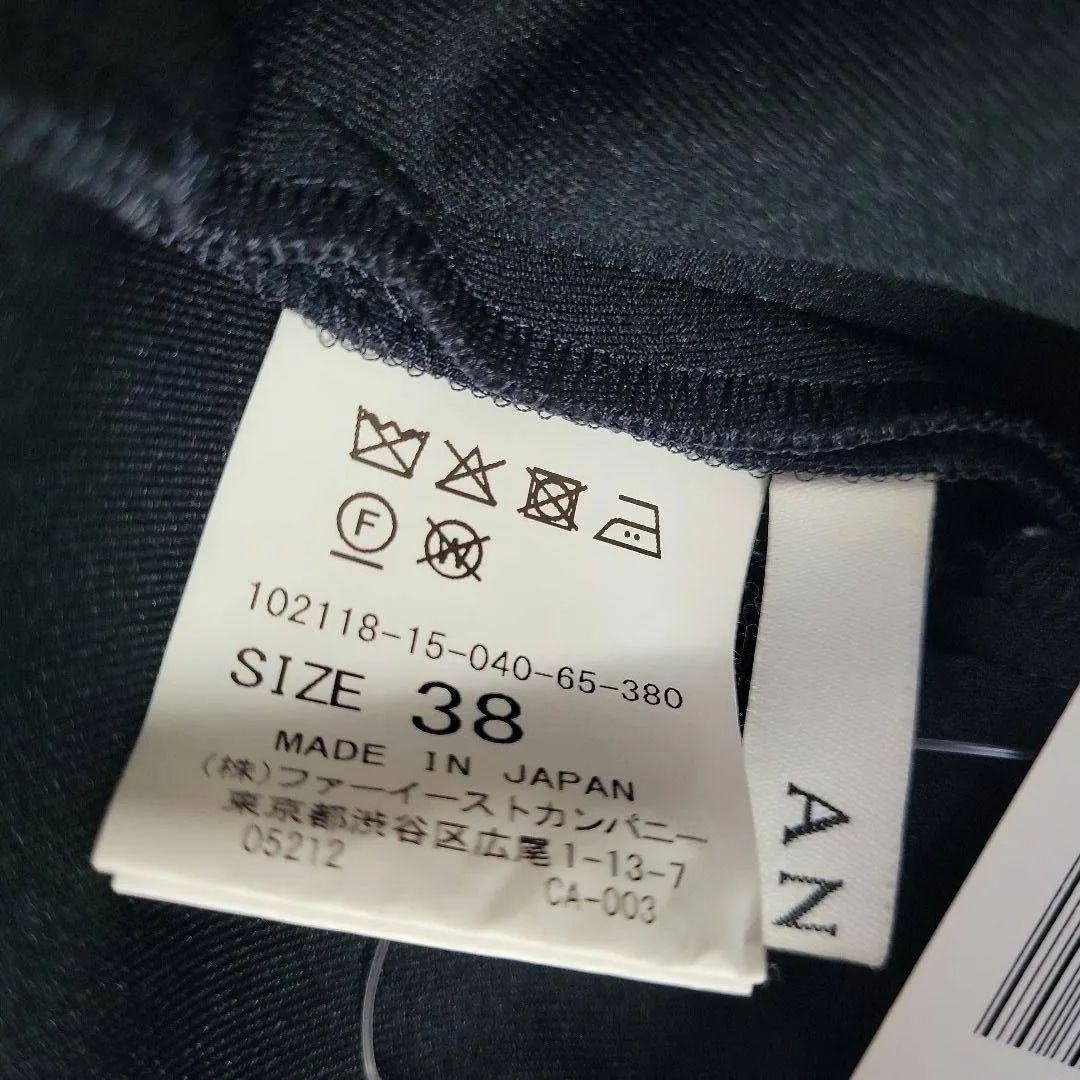 F
W
102118-15-040-65-380
SIZE 38
MADE IN JAPAN
(株)ファーイーストカンパニー
東京都渋谷区広尾1-13-7
05212
CA-003
AN